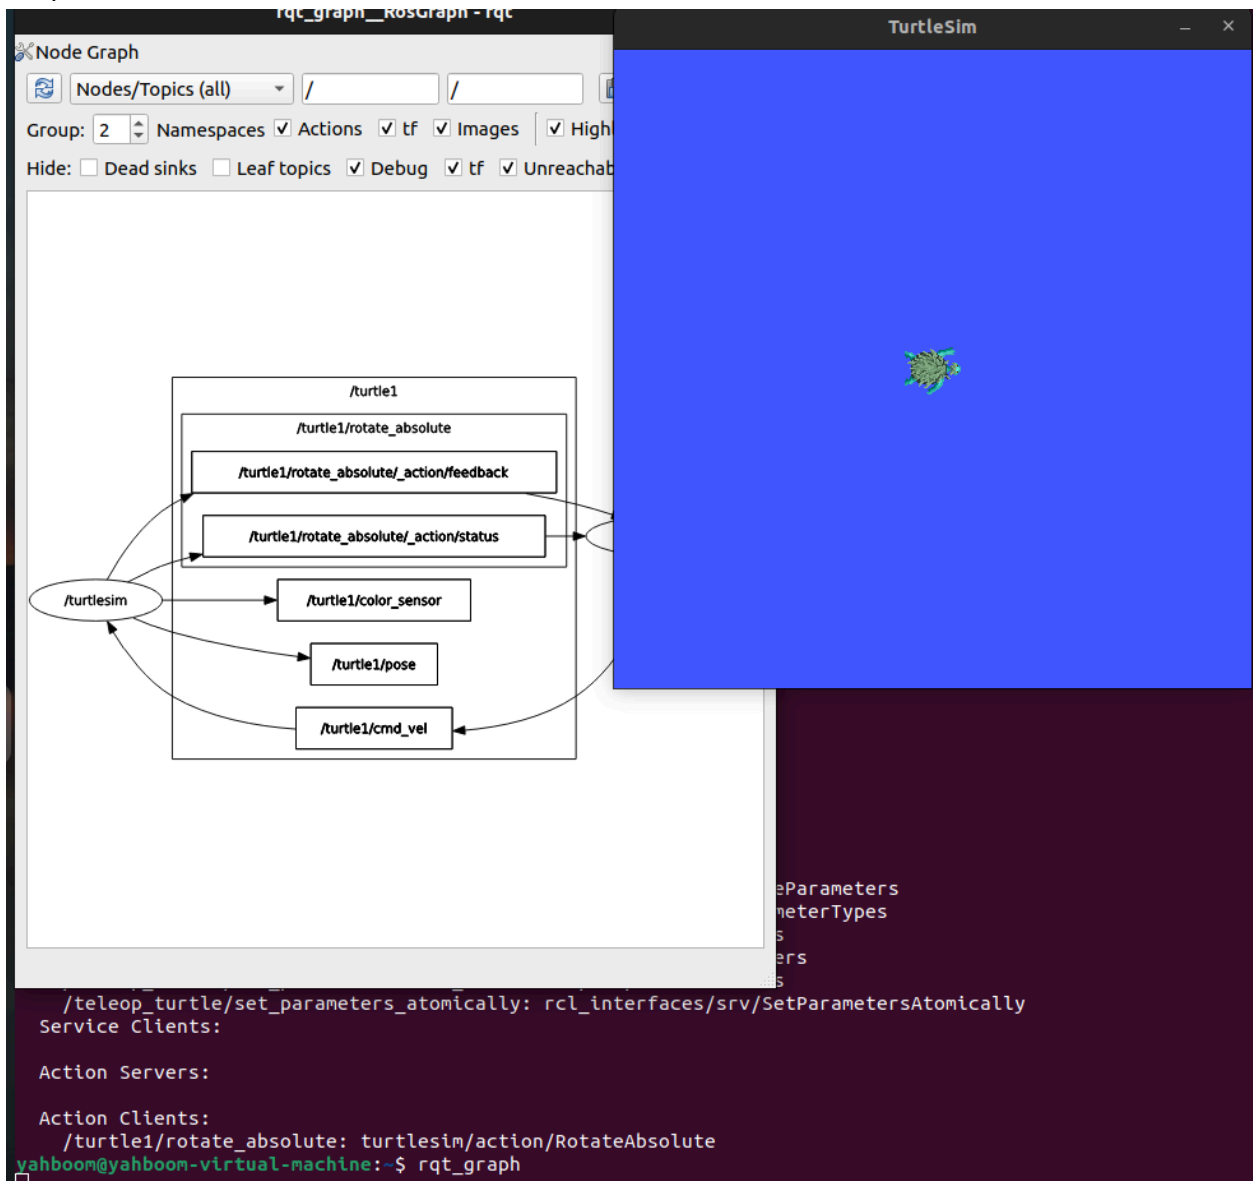 rqt_graph__RosGraph - rqt
TurtleSim
Node Graph
Nodes/Topics (all) / /
Group: 2 Namespaces Actions tf Images Highl
Hide: Dead sinks Leaf topics Debug tf Unreachab
/turtle1
/turtle1/rotate_absolute
/turtle1/rotate_absolute/_action/feedback
/turtle1/rotate_absolute/_action/status
/turtlesim
/turtle1/color_sensor
/turtle1/pose
/turtle1/cmd_vel
eParameters
meterTypes
s
ers
s
/teleop_turtle/set_parameters_atomically: rcl_interfaces/srv/SetParametersAtomically
Service Clients:
Action Servers:
Action Clients:
/turtle1/rotate_absolute: turtlesim/action/RotateAbsolute
yahboom@yahboom-virtual-machine:~$ rqt_graph